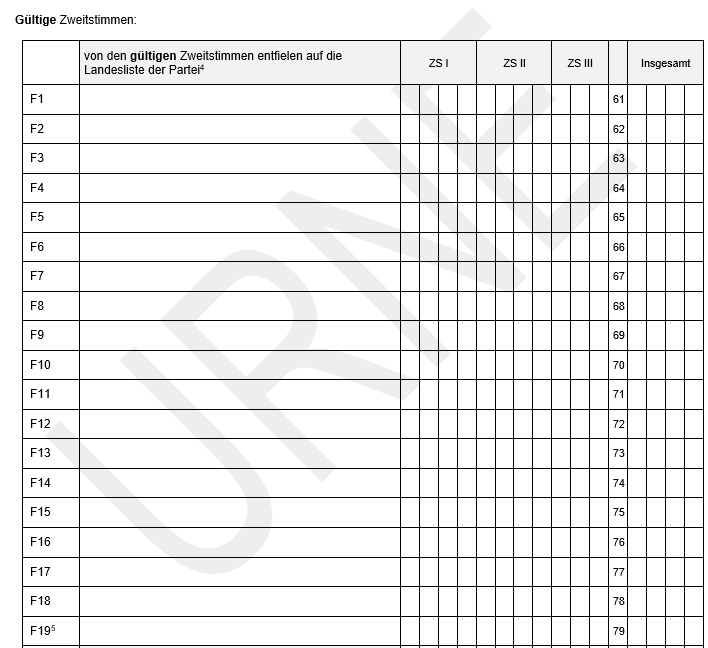 Gültige Zweitstimmen:
von den gültigen Zweitstimmen entfielen auf die
Landesliste der Partei⁴
ZS I
ZS II
ZS III
Insgesamt
F1 61
F2 62
F3 63
F4 64
F5 65
F6 66
F7 67
F8 68
F9 69
F10 70
F11 71
F12 72
F13 73
F14 74
F15 75
F16 76
F17 77
F18 78
F19⁵ 79
URNE